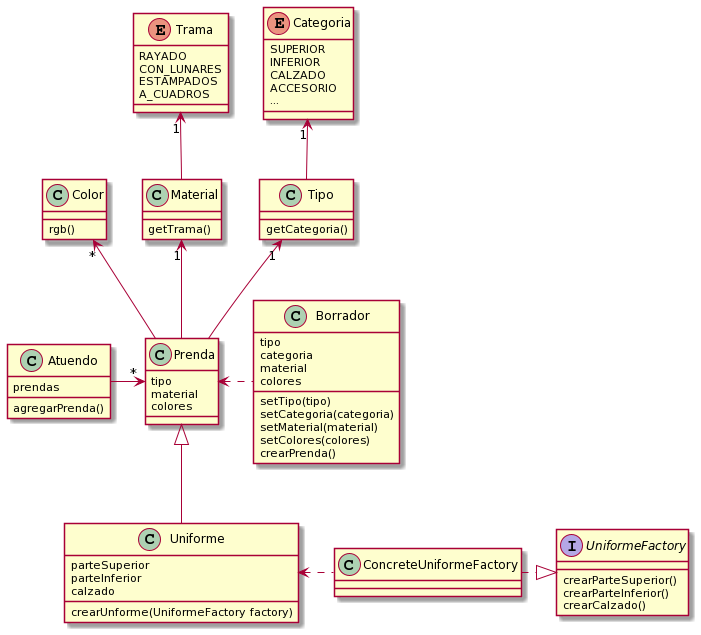 E Trama
RAYADO
CON_LUNARES
ESTAMPADOS
A_CUADROS
E Categoria
SUPERIOR
INFERIOR
CALZADO
ACCESORIO
...
1
1
C Color
rgb()
C Material
getTrama()
C Tipo
getCategoria()
*
1
1
C Atuendo
prendas
agregarPrenda()
*
C Prenda
tipo
material
colores
C Borrador
tipo
categoria
material
colores
setTipo(tipo)
setCategoria(categoria)
setMaterial(material)
setColores(colores)
crearPrenda()
C Uniforme
parteSuperior
parteInferior
calzado
crearUnforme(UniformeFactory factory)
C ConcreteUniformeFactory
I UniformeFactory
crearParteSuperior()
crearParteInferior()
crearCalzado()